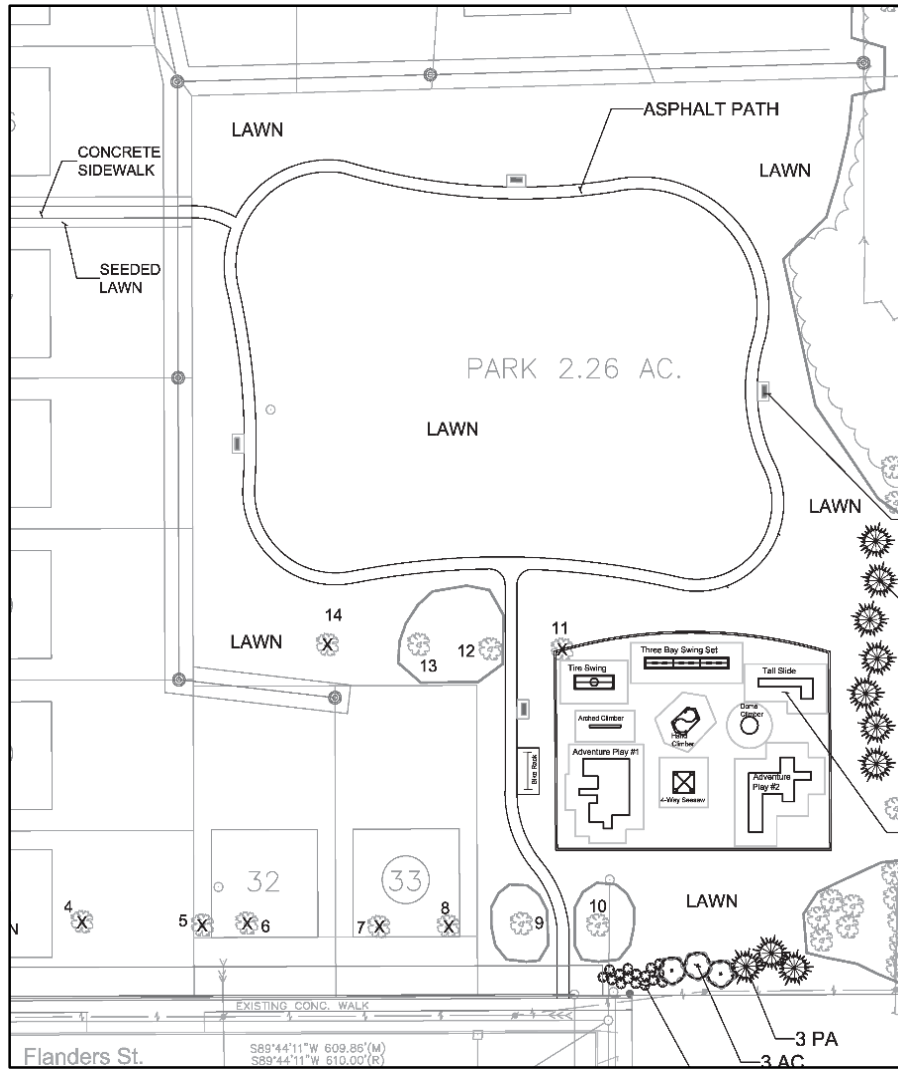 ASPHALT PATH
LAWN
CONCRETE
SIDEWALK
LAWN
SEEDED
LAWN
PARK 2.26 AC.
LAWN
LAWN
14
13
12
11
LAWN
Three Bay Swing Set
Tire Swing
Tall Slide
Arched Climber
Hand
Climber
Dome
Climber
Adventure Play #1
Bike Rack
4-Way Seesaw
Adventure
Play #2
32
33
4
5
6
7
8
9
10
LAWN
N
EXISTING CONC. WALK
Flanders St.
S89°44'11"W 609.86'(M)
S89°44'11"W 610.00'(R)
3 PA
3 AC